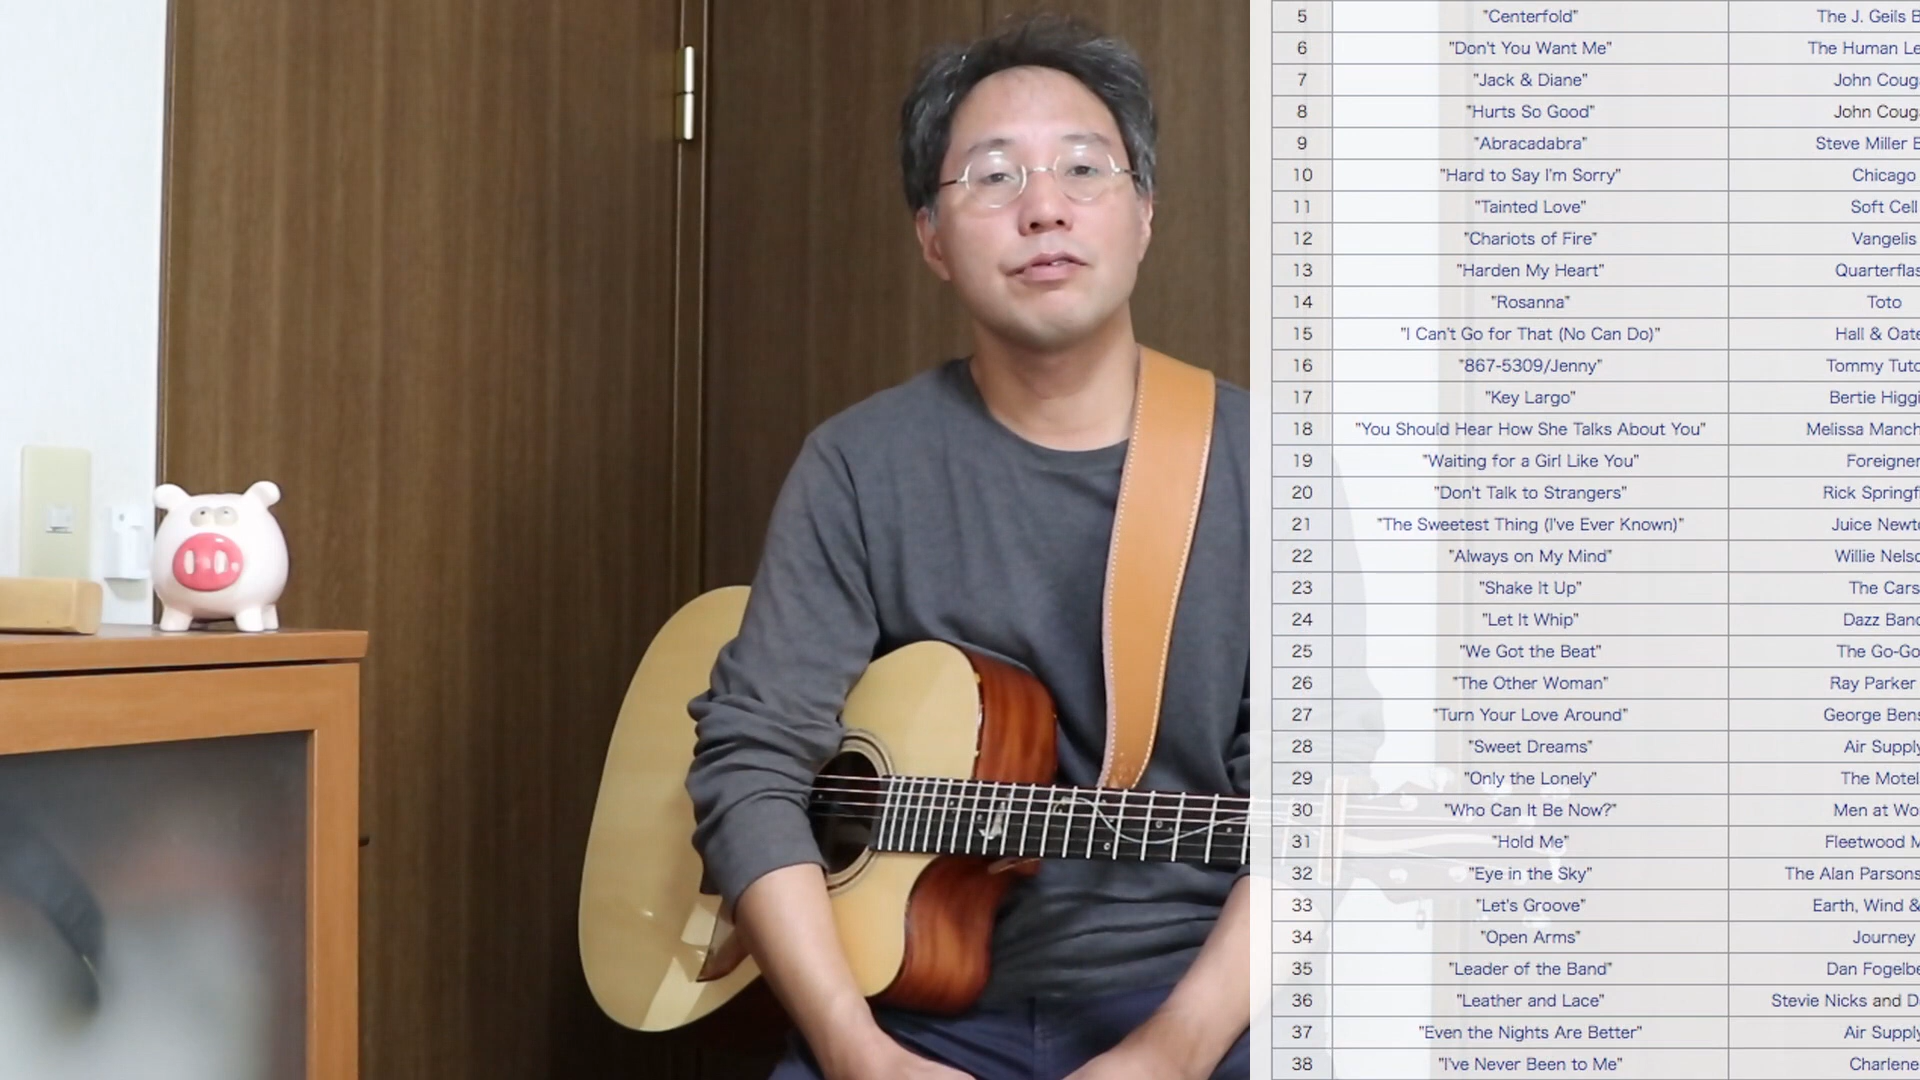 5 "Centerfold" The J. Geils B
6 "Don't You Want Me" The Human Le
7 "Jack & Diane" John Coug
8 "Hurts So Good" John Coug
9 "Abracadabra" Steve Miller B
10 "Hard to Say I'm Sorry" Chicago
11 "Tainted Love" Soft Cell
12 "Chariots of Fire" Vangelis
13 "Harden My Heart" Quarterflas
14 "Rosanna" Toto
15 "I Can't Go for That (No Can Do)" Hall & Oate
16 "867-5309/Jenny" Tommy Tuto
17 "Key Largo" Bertie Higgi
18 "You Should Hear How She Talks About You" Melissa Manch
19 "Waiting for a Girl Like You" Foreigner
20 "Don't Talk to Strangers" Rick Springf
21 "The Sweetest Thing (I've Ever Known)" Juice Newto
22 "Always on My Mind" Willie Nelso
23 "Shake It Up" The Cars
24 "Let It Whip" Dazz Band
25 "We Got the Beat" The Go-Go
26 "The Other Woman" Ray Parker
27 "Turn Your Love Around" George Bens
28 "Sweet Dreams" Air Supply
29 "Only the Lonely" The Motel
30 "Who Can It Be Now?" Men at Wo
31 "Hold Me" Fleetwood M
32 "Eye in the Sky" The Alan Parsons
33 "Let's Groove" Earth, Wind &
34 "Open Arms" Journey
35 "Leader of the Band" Dan Fogelbe
36 "Leather and Lace" Stevie Nicks and D
37 "Even the Nights Are Better" Air Supply
38 "I've Never Been to Me" Charlene